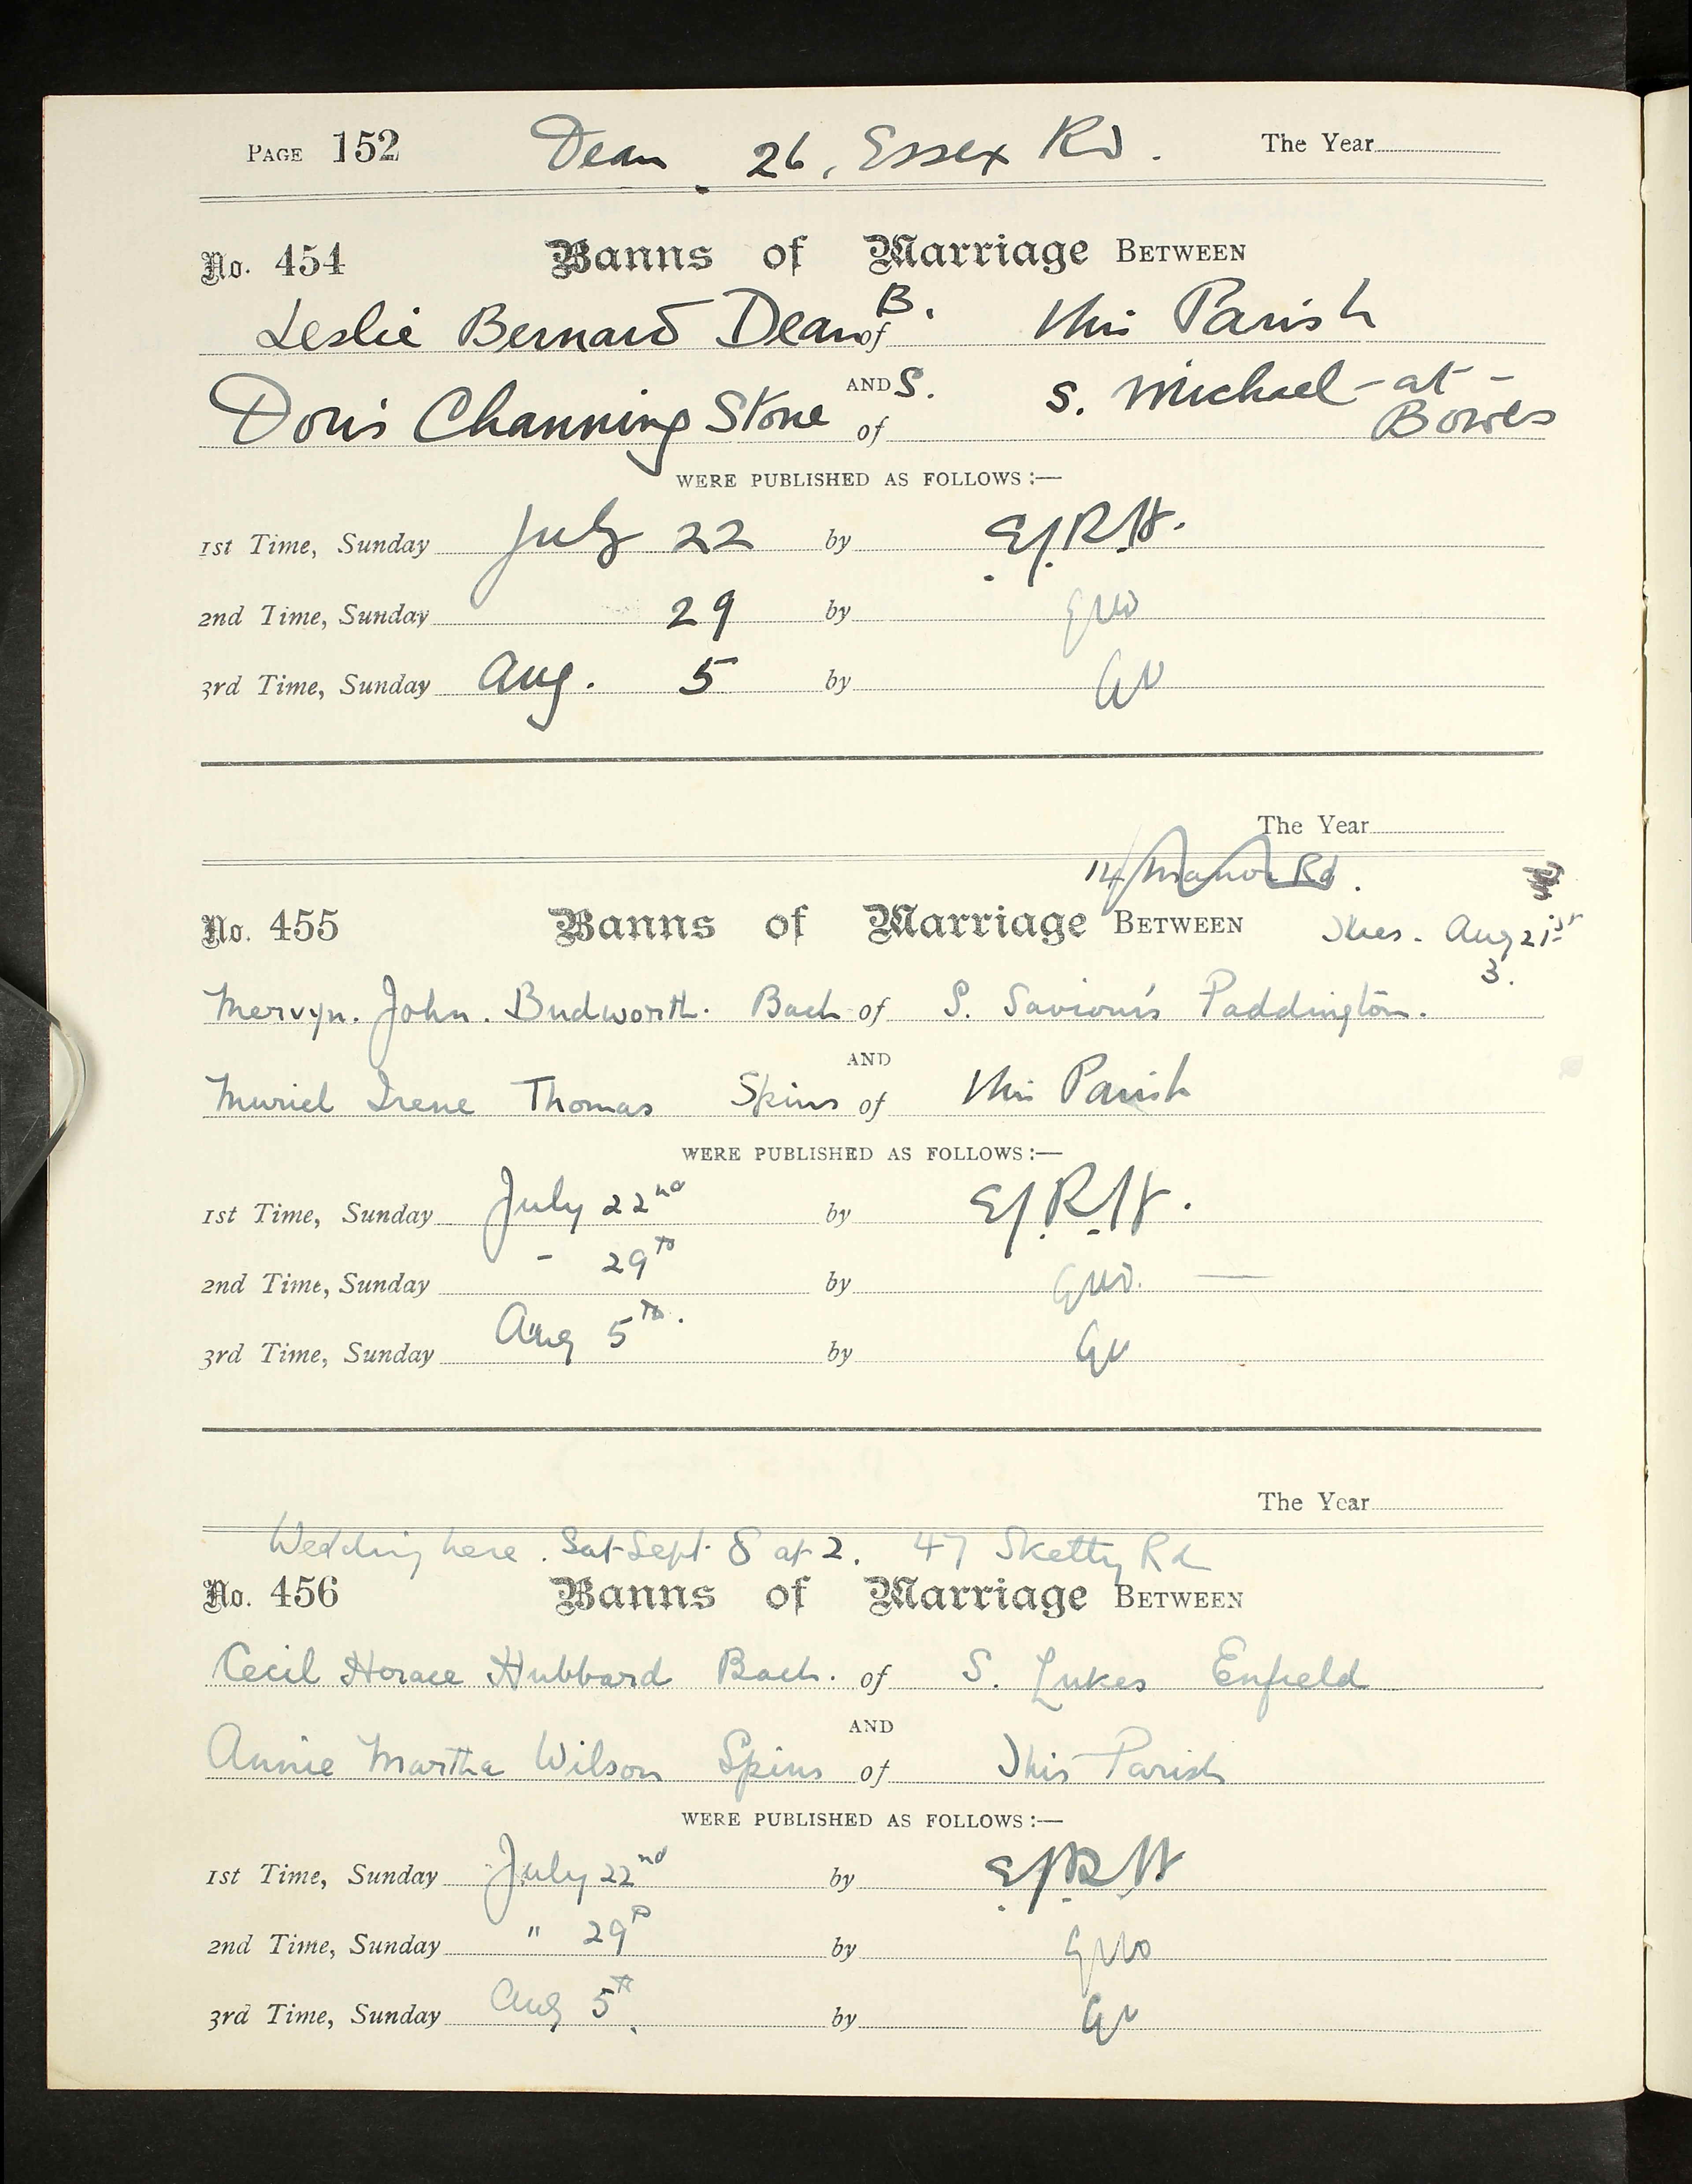 PAGE 152 Dean. 26, Essex Rd. The Year
No. 454 Banns of Marriage BETWEEN
Leslie Bernard Dean B. of this Parish
AND
Doris Channing Stone S. of S. Michael-at-
Bowes
WERE PUBLISHED AS FOLLOWS:—
1st Time, Sunday July 22 by E.J.R.H.
2nd Time, Sunday 29 by
3rd Time, Sunday Aug. 5 by
The Year
14 Manor Rd.
No. 455 Banns of Marriage BETWEEN Tues. Aug 21st
3.
Mervyn. John. Budworth. Bach of S. Saviour's Paddington.
AND
Muriel Irene Thomas Spins of this Parish
WERE PUBLISHED AS FOLLOWS:—
1st Time, Sunday July 22nd by E.J.R.H.
2nd Time, Sunday - 29th by
3rd Time, Sunday Aug 5th. by
The Year
Wedding here. Sat Sept. 8 at 2. 47 Sketty Rd
No. 456 Banns of Marriage BETWEEN
Cecil Horace Hubbard Bach. of S. Lukes Enfield
AND
Annie Martha Wilson Spins of This Parish
WERE PUBLISHED AS FOLLOWS:—
1st Time, Sunday July 22nd by E.J.R.H
2nd Time, Sunday " 29th by
3rd Time, Sunday Aug 5th. by